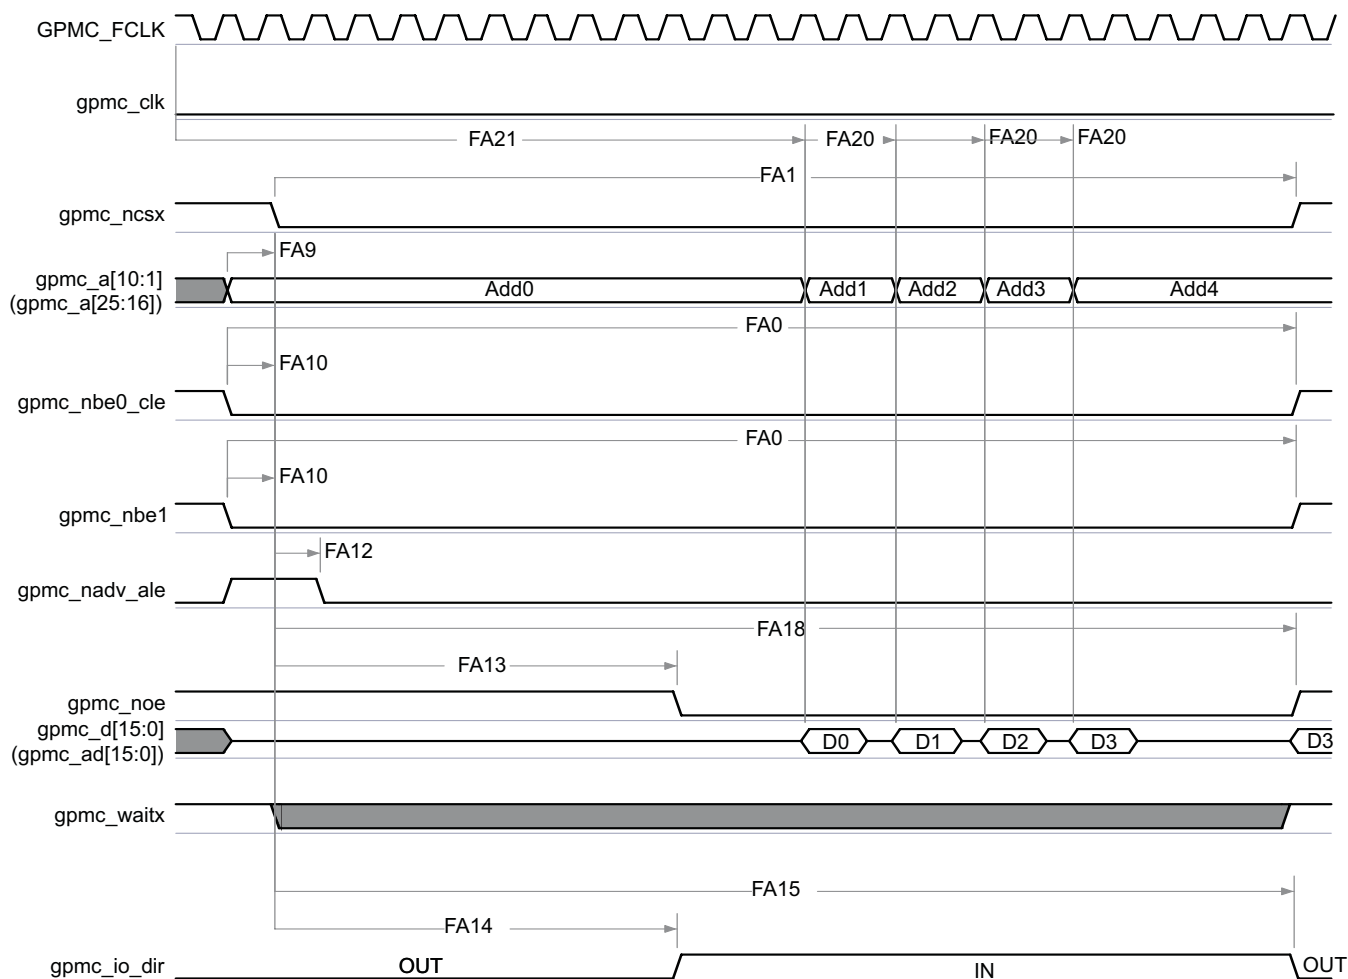 GPMC_FCLK
gpmc_clk
FA21 FA20 FA20 FA20
FA1
gpmc_ncsx
FA9
gpmc_a[10:1]
(gpmc_a[25:16])
Add0 Add1 Add2 Add3 Add4
FA0
FA10
gpmc_nbe0_cle
FA0
FA10
gpmc_nbe1
FA12
gpmc_nadv_ale
FA18
FA13
gpmc_noe
gpmc_d[15:0]
(gpmc_ad[15:0])
D0 D1 D2 D3 D3
gpmc_waitx
FA15
FA14
gpmc_io_dir OUT IN OUT